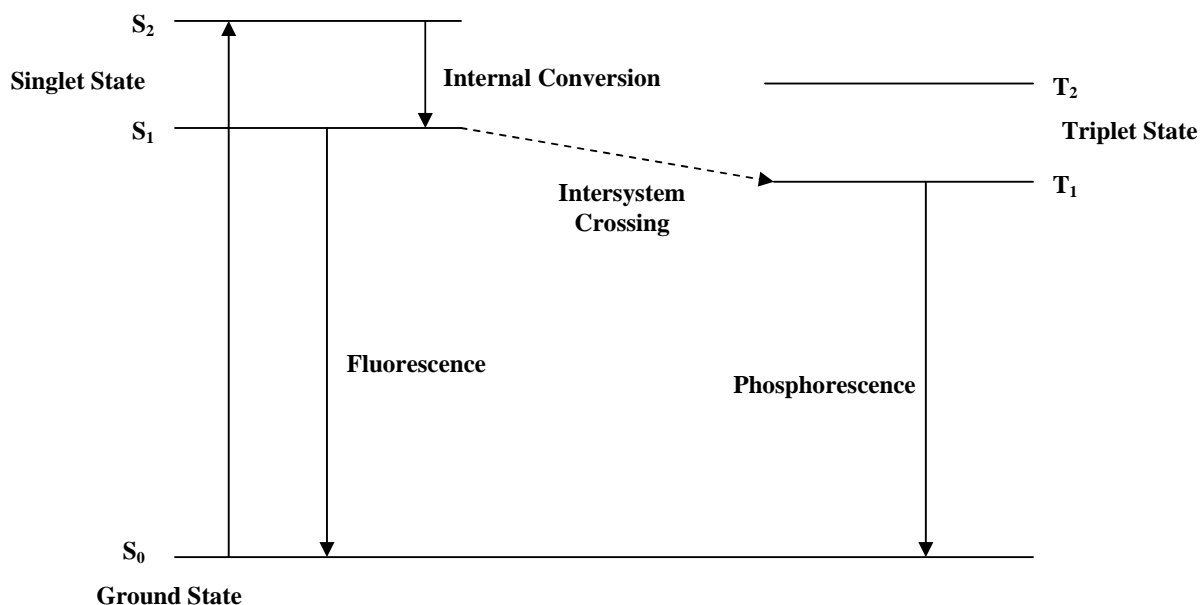 S₂
Singlet State
Internal Conversion
T₂
S₁
Triplet State
Intersystem
Crossing
T₁
Fluorescence
Phosphorescence
S₀
Ground State